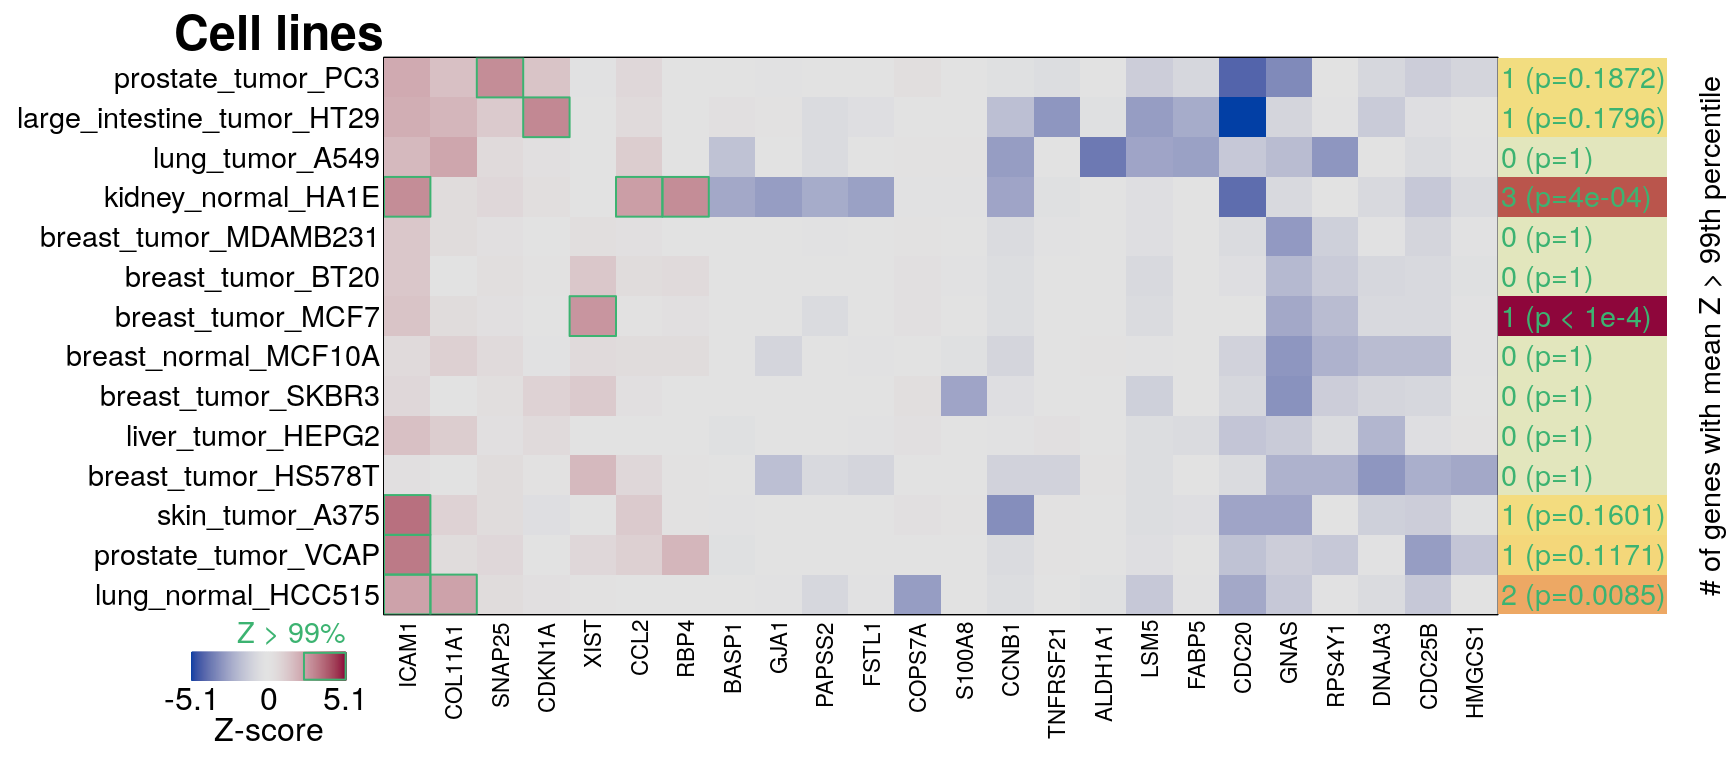 Cell lines
prostate_tumor_PC3 1 (p=0.1872)
large_intestine_tumor_HT29 1 (p=0.1796)
lung_tumor_A549 0 (p=1)
kidney_normal_HA1E 3 (p=4e-04)
breast_tumor_MDAMB231 0 (p=1)
breast_tumor_BT20 0 (p=1)
breast_tumor_MCF7 1 (p < 1e-4)
breast_normal_MCF10A 0 (p=1)
breast_tumor_SKBR3 0 (p=1)
liver_tumor_HEPG2 0 (p=1)
breast_tumor_HS578T 0 (p=1)
skin_tumor_A375 1 (p=0.1601)
prostate_tumor_VCAP 1 (p=0.1171)
lung_normal_HCC515 2 (p=0.0085)
# of genes with mean Z > 99th percentile
ICAM1
COL11A1
SNAP25
CDKN1A
XIST
CCL2
RBP4
BASP1
GJA1
PAPSS2
FSTL1
COPS7A
S100A8
CCNB1
TNFRSF21
ALDH1A1
LSM5
FABP5
CDC20
GNAS
RPS4Y1
DNAJA3
CDC25B
HMGCS1
Z > 99%
-5.1 0 5.1
Z-score